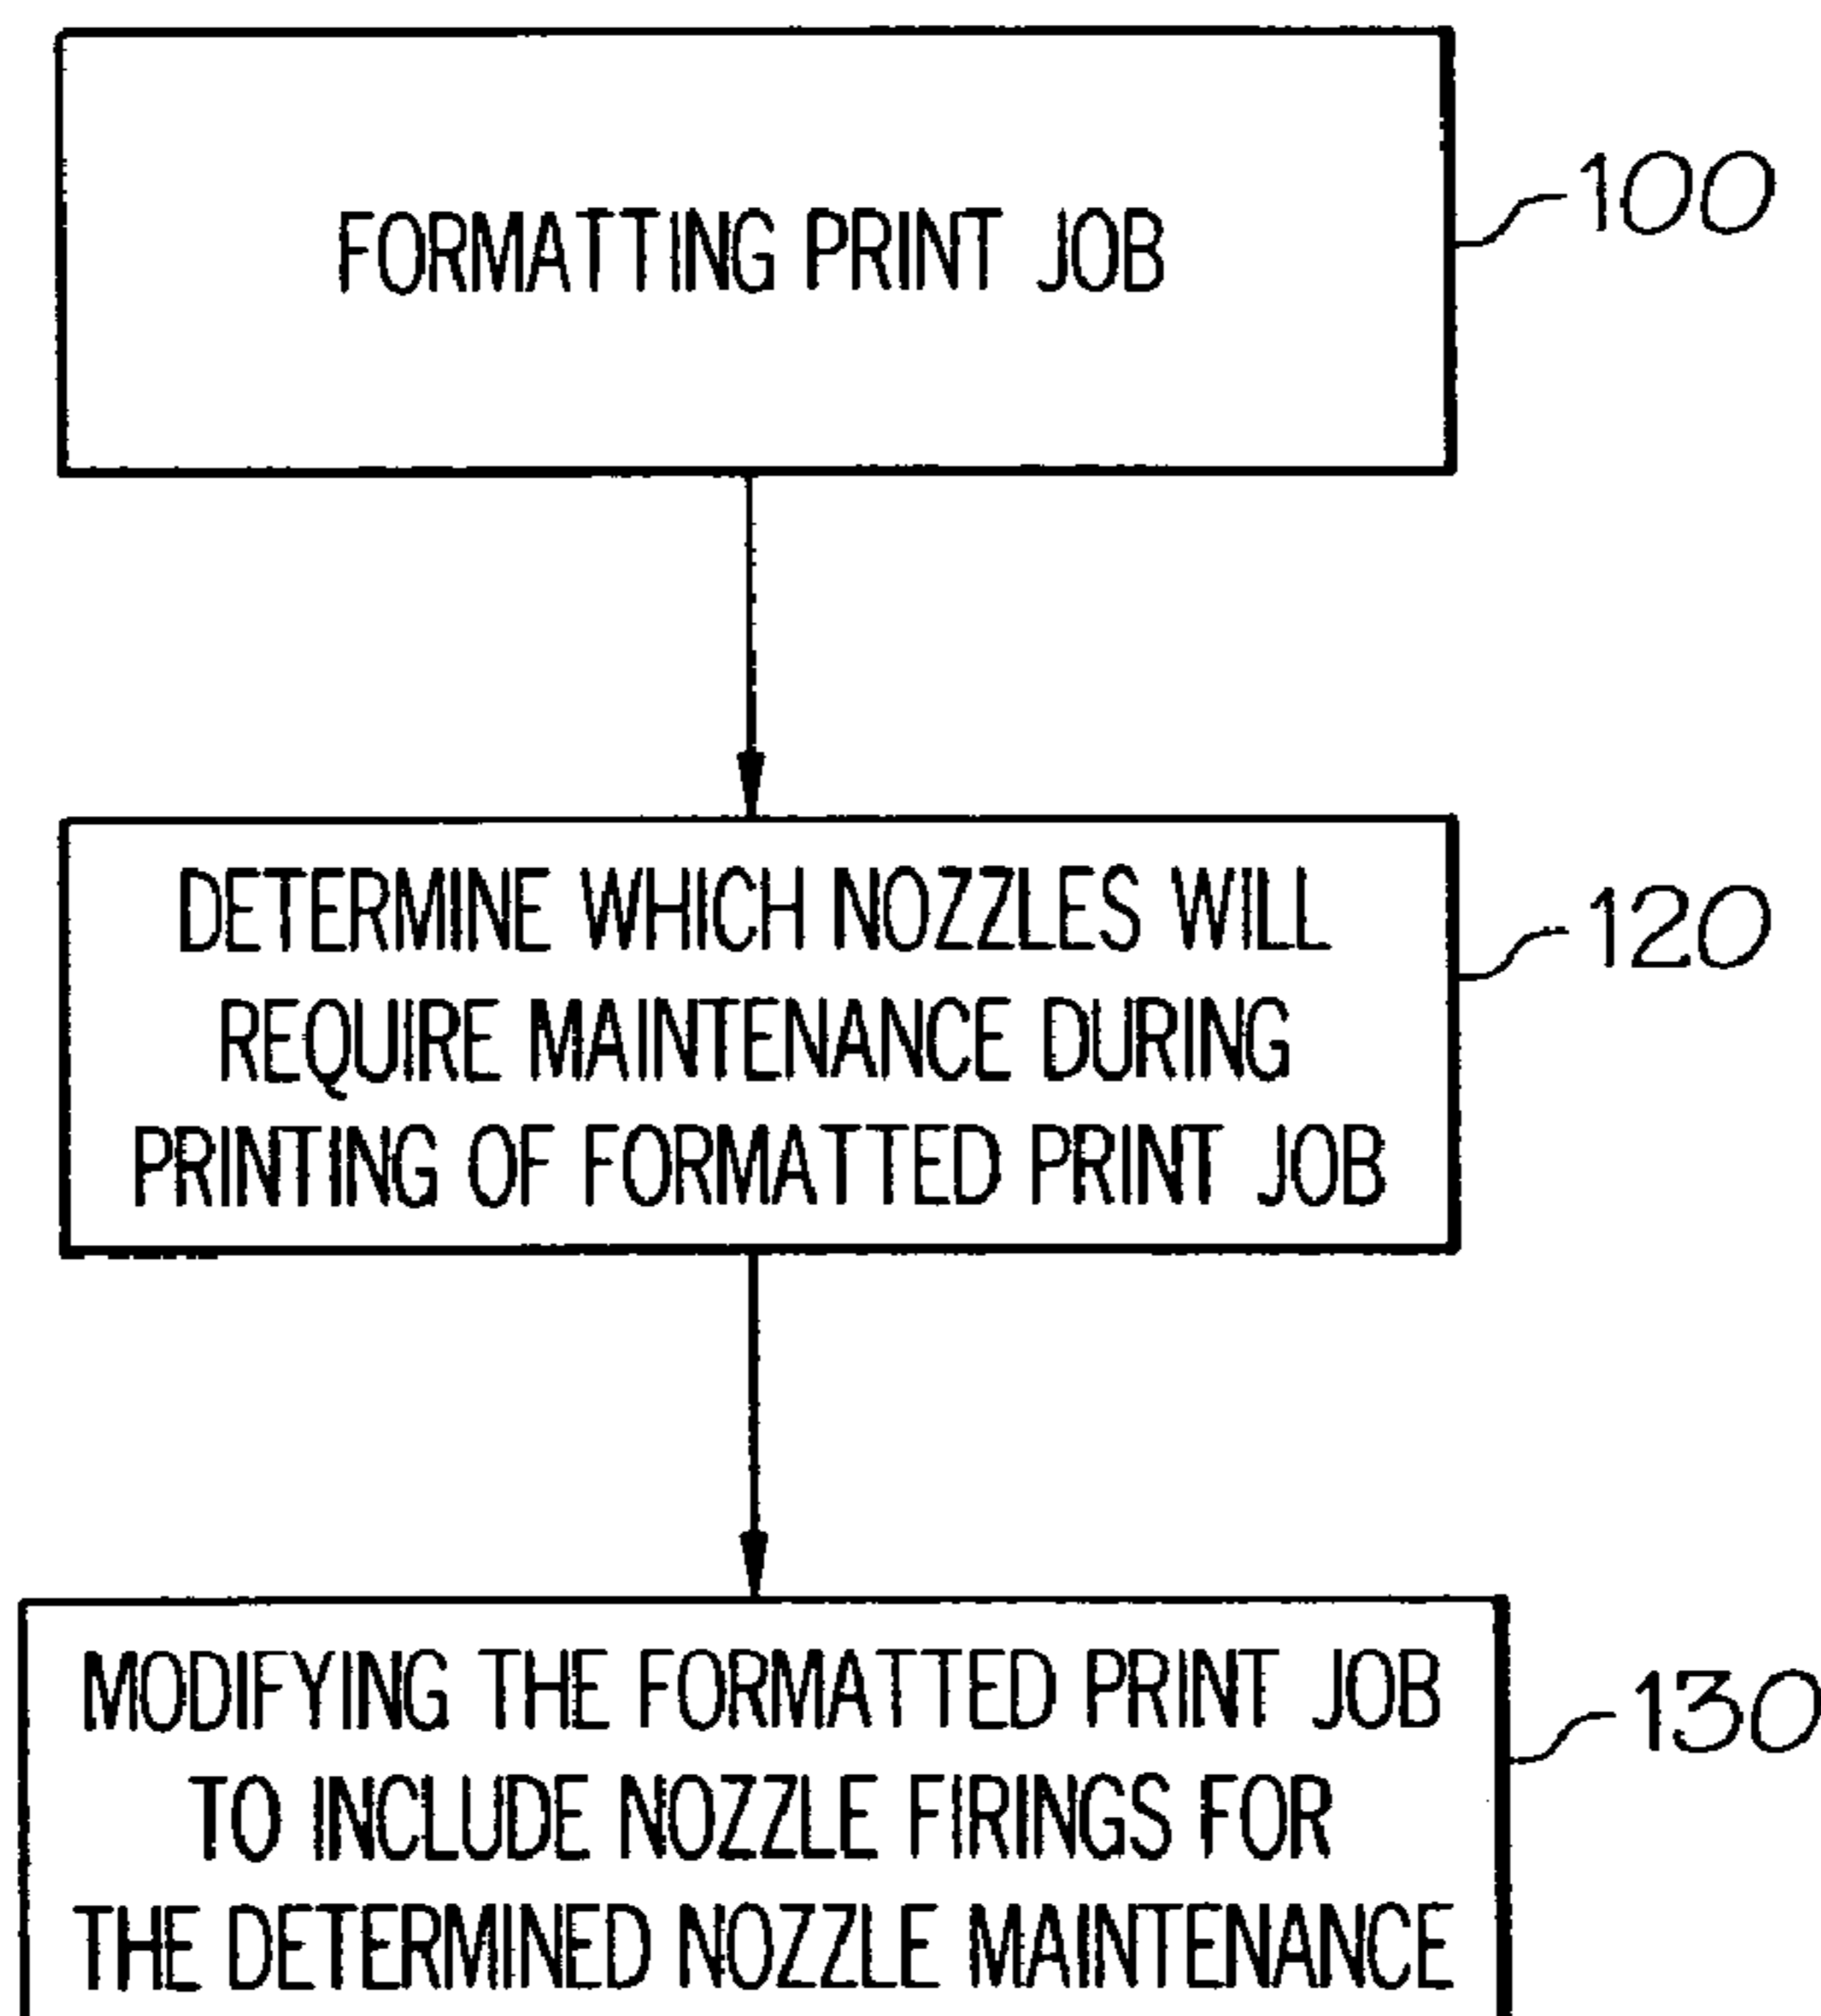 FORMATTING PRINT JOB
100
DETERMINE WHICH NOZZLES WILL
REQUIRE MAINTENANCE DURING
PRINTING OF FORMATTED PRINT JOB
120
MODIFYING THE FORMATTED PRINT JOB
TO INCLUDE NOZZLE FIRINGS FOR
THE DETERMINED NOZZLE MAINTENANCE
130